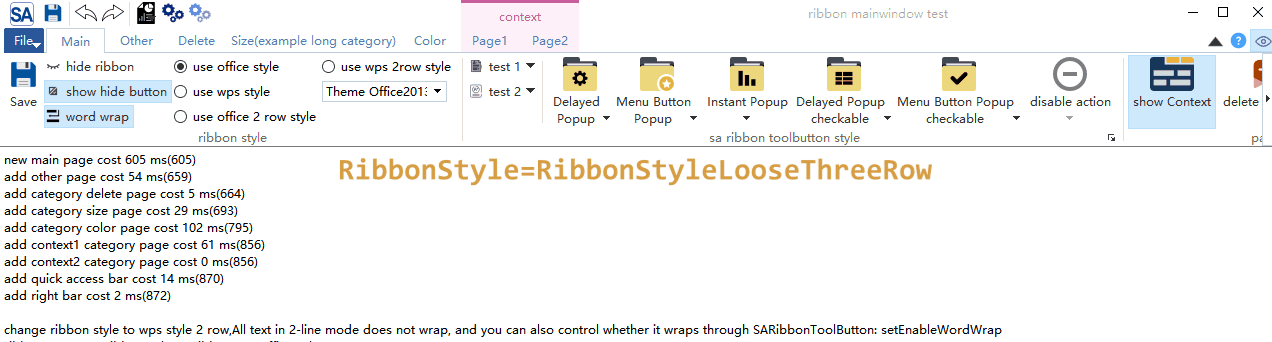 SA
context
ribbon mainwindow test
File
Main
Other
Delete
Size(example long category)
Color
Page1
Page2
hide ribbon
show hide button
word wrap
Save
use office style
use wps style
use office 2 row style
use wps 2row style
Theme Office2013
ribbon style
test 1
test 2
Delayed
Popup
Menu Button
Popup
Instant Popup
Delayed Popup
checkable
Menu Button Popup
checkable
disable action
sa ribbon toolbutton style
show Context
delete
pa
new main page cost 605 ms(605)
add other page cost 54 ms(659)
add category delete page cost 5 ms(664)
add category size page cost 29 ms(693)
add category color page cost 102 ms(795)
add context1 category page cost 61 ms(856)
add context2 category page cost 0 ms(856)
add quick access bar cost 14 ms(870)
add right bar cost 2 ms(872)
RibbonStyle=RibbonStyleLooseThreeRow
change ribbon style to wps style 2 row,All text in 2-line mode does not wrap, and you can also control whether it wraps through SARibbonToolButton: setEnableWordWrap